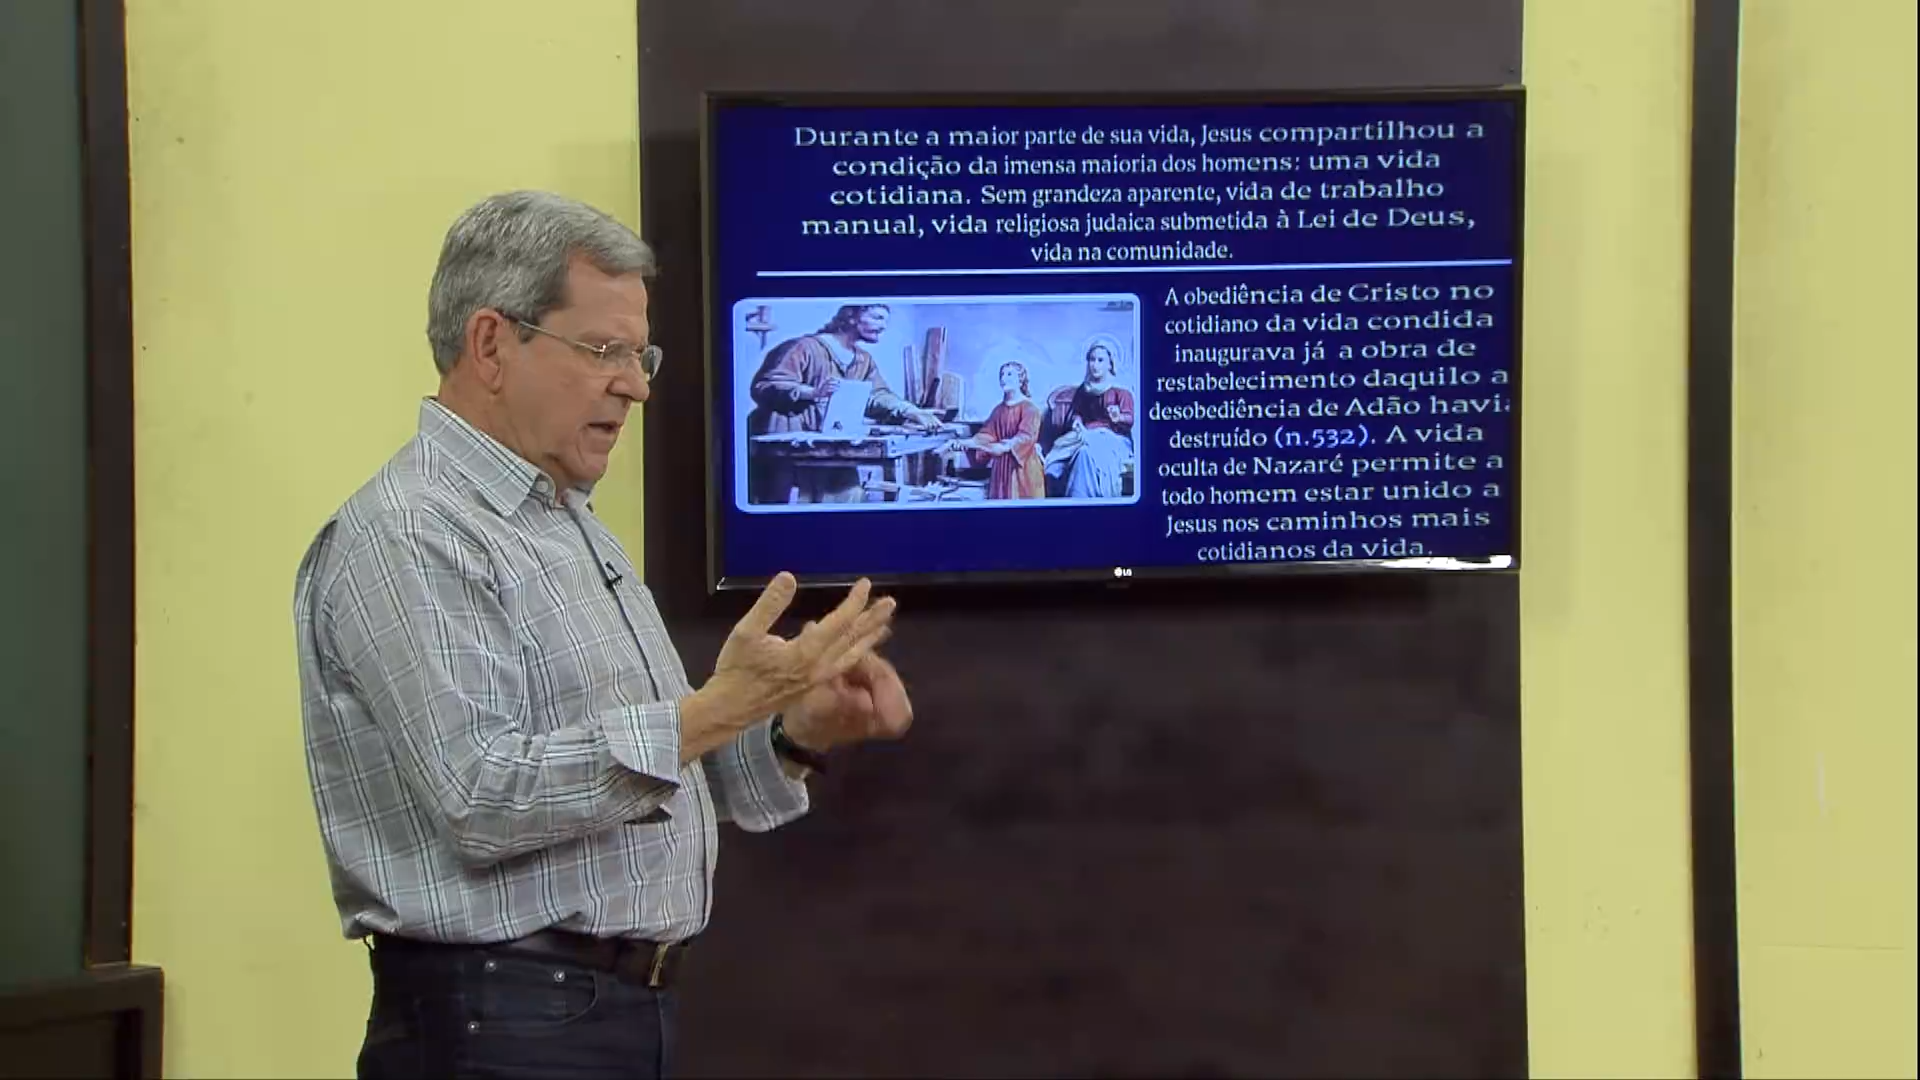 Durante a maior parte de sua vida, Jesus compartilhou a
condição da imensa maioria dos homens: uma vida
cotidiana. Sem grandeza aparente, vida de trabalho
manual, vida religiosa judaica submetida à Lei de Deus,
vida na comunidade.
A obediência de Cristo no
cotidiano da vida condida
inaugurava já a obra de
restabelecimento daquilo a
desobediência de Adão havi
destruído (n.532). A vida
oculta de Nazaré permite a
todo homem estar unido a
Jesus nos caminhos mais
cotidianos da vida.
LG